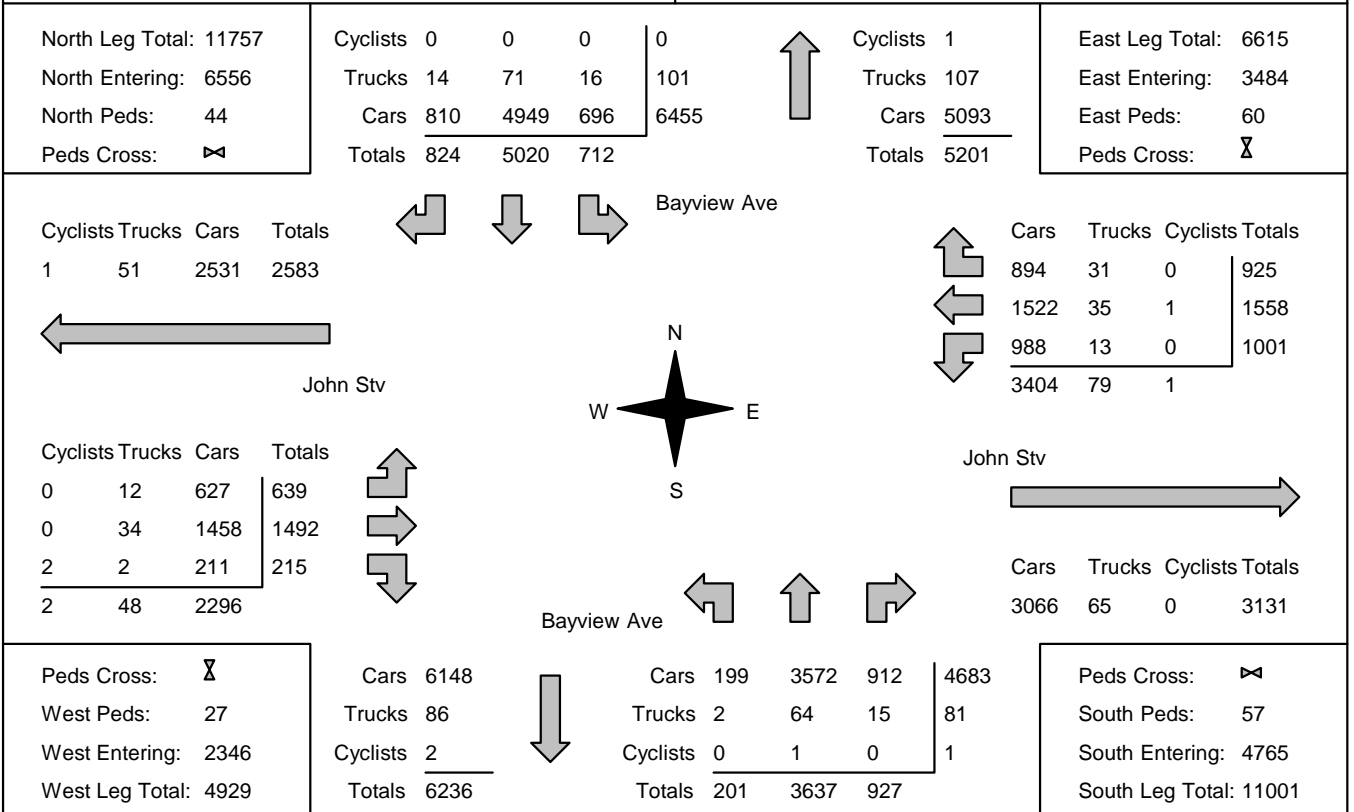 North Leg Total: 11757
North Entering: 6556
North Peds: 44
Peds Cross:
Cyclists 0 0 0 0
Trucks 14 71 16 101
Cars 810 4949 696 6455
Totals 824 5020 712
Cyclists 1
Trucks 107
Cars 5093
Totals 5201
East Leg Total: 6615
East Entering: 3484
East Peds: 60
Peds Cross:
Bayview Ave
Cyclists Trucks Cars Totals
1 51 2531 2583
John Stv
Cars Trucks Cyclists Totals
894 31 0 925
1522 35 1 1558
988 13 0 1001
3404 79 1
N
W E
S
Cyclists Trucks Cars Totals
0 12 627 639
0 34 1458 1492
2 2 211 215
2 48 2296
John Stv
Cars Trucks Cyclists Totals
3066 65 0 3131
Bayview Ave
Peds Cross:
West Peds: 27
West Entering: 2346
West Leg Total: 4929
Cars 6148
Trucks 86
Cyclists 2
Totals 6236
Cars 199 3572 912 4683
Trucks 2 64 15 81
Cyclists 0 1 0 1
Totals 201 3637 927
Peds Cross:
South Peds: 57
South Entering: 4765
South Leg Total: 11001